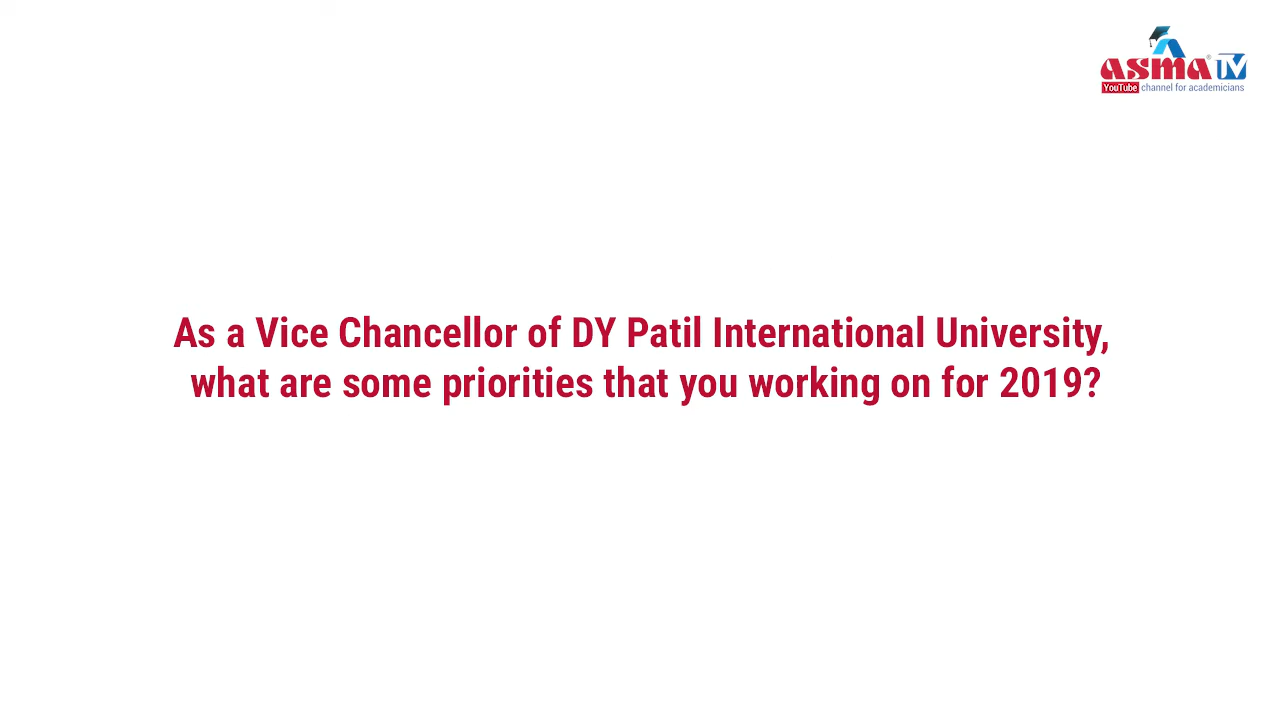 ASMA TV
YouTube channel for academicians
As a Vice Chancellor of DY Patil International University,
what are some priorities that you working on for 2019?